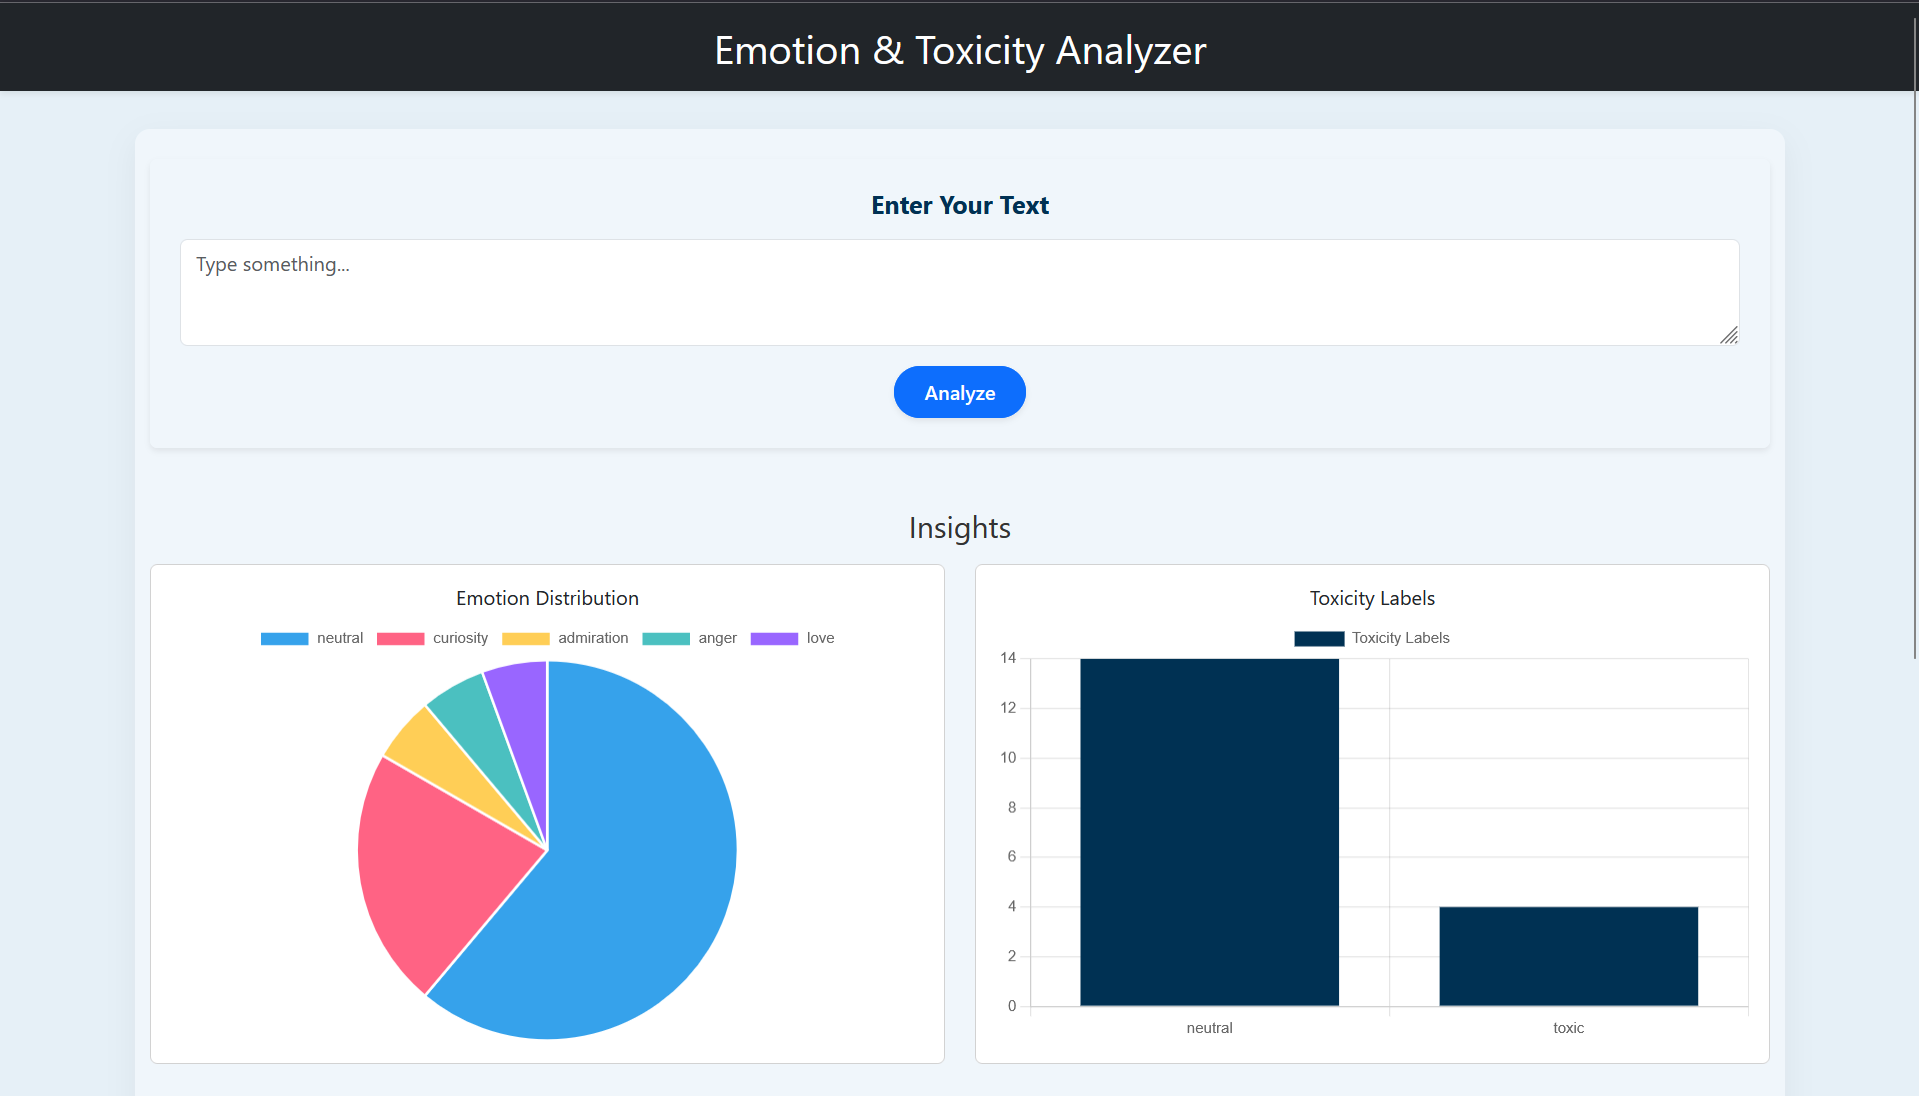 Emotion & Toxicity Analyzer
Enter Your Text
Type something...
Analyze
Insights
Emotion Distribution
neutral curiosity admiration anger love
Toxicity Labels
Toxicity Labels
14
12
10
8
6
4
2
0
neutral toxic